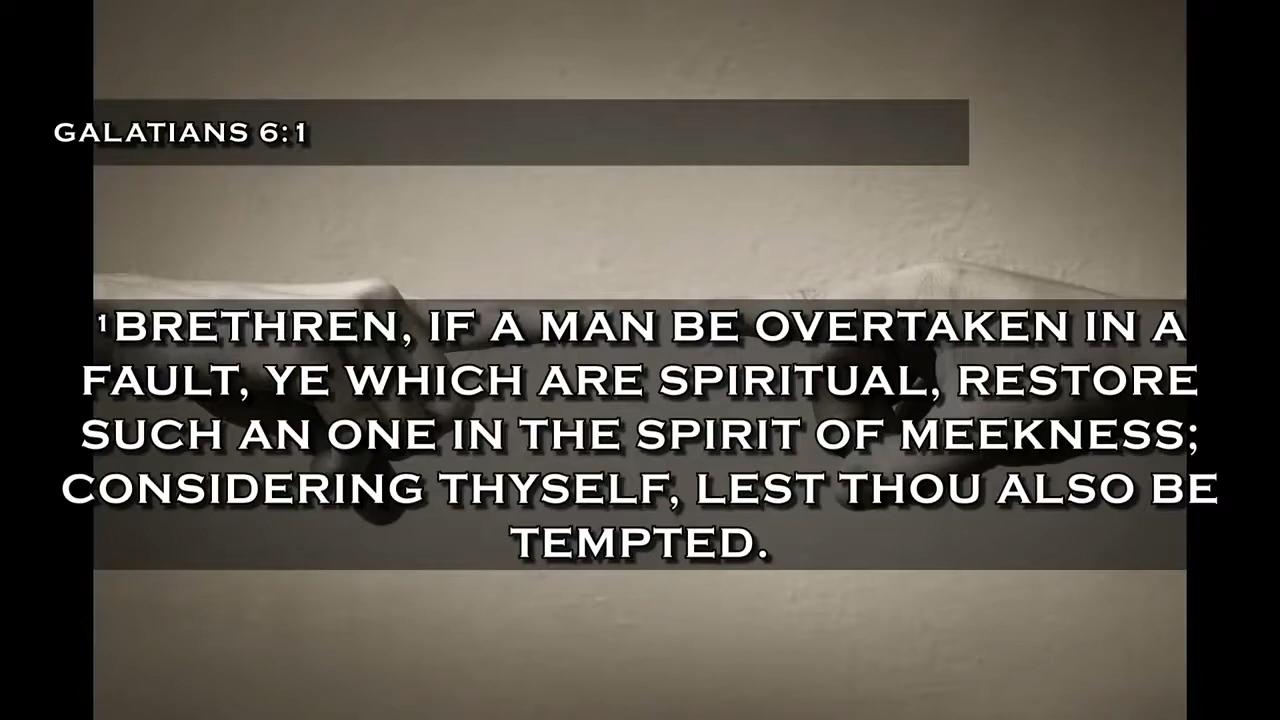 GALATIANS 6:1
¹BRETHREN, IF A MAN BE OVERTAKEN IN A
FAULT, YE WHICH ARE SPIRITUAL, RESTORE
SUCH AN ONE IN THE SPIRIT OF MEEKNESS;
CONSIDERING THYSELF, LEST THOU ALSO BE
TEMPTED.